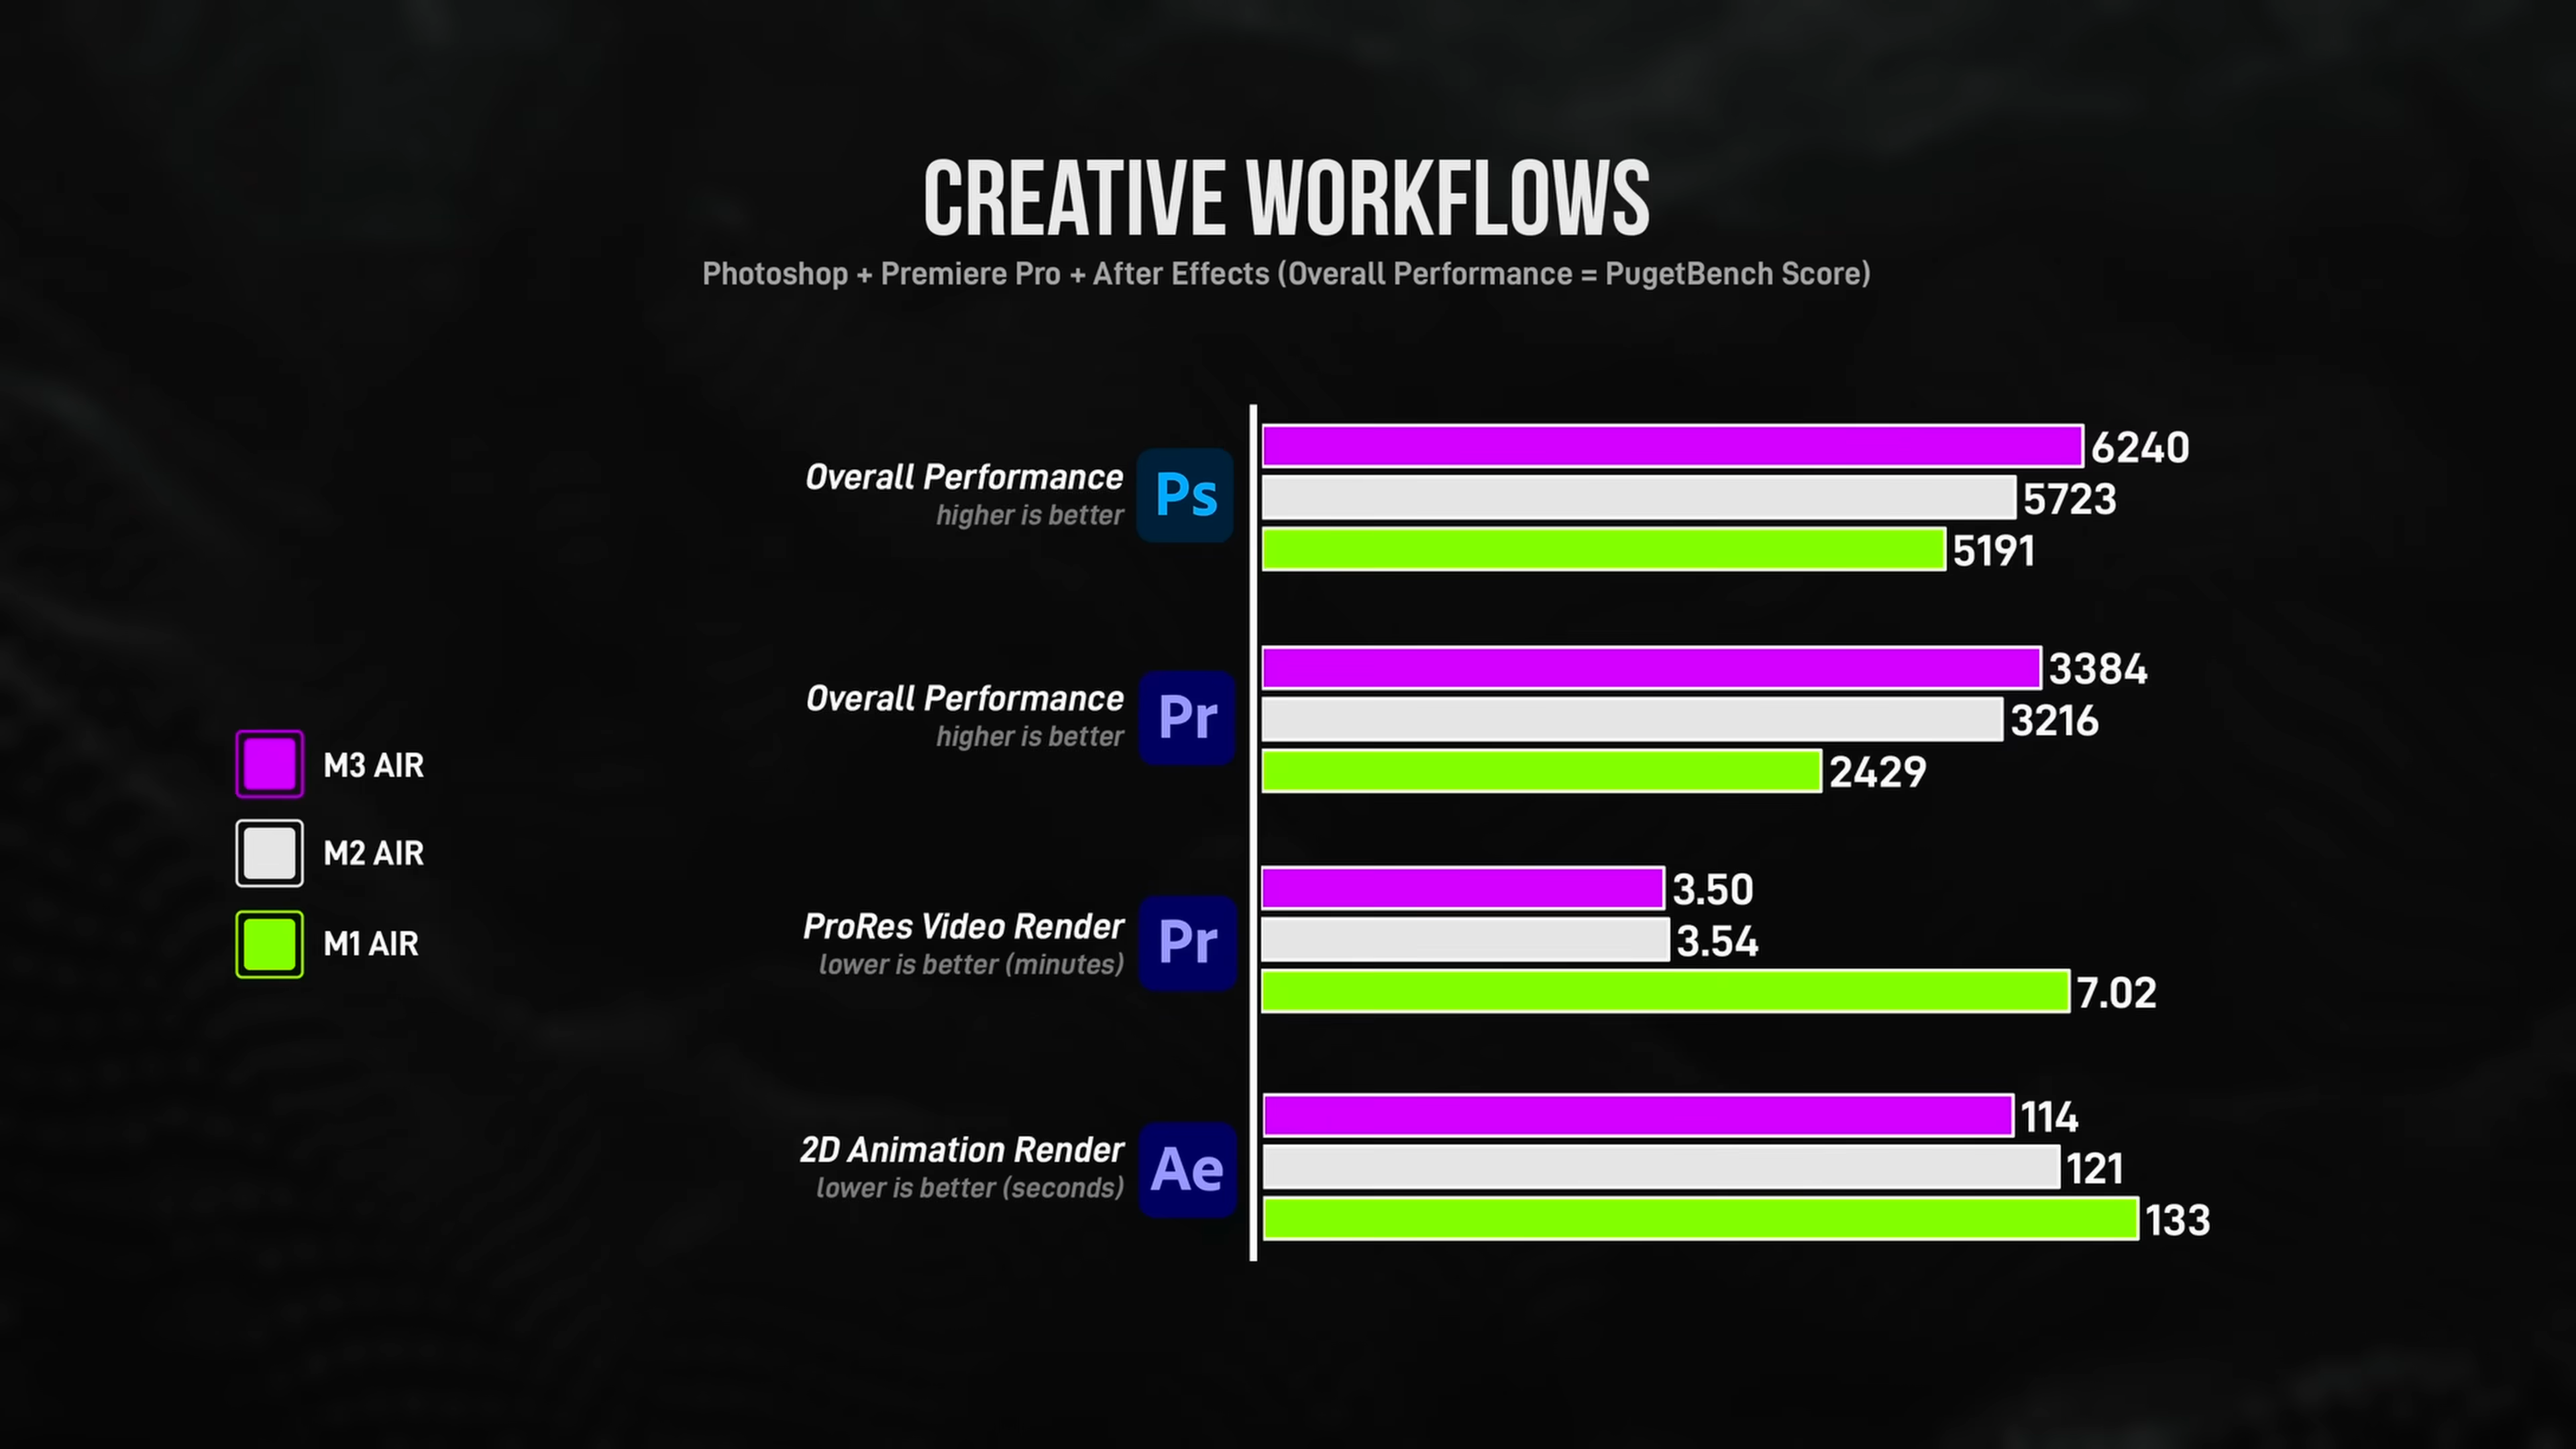 CREATIVE WORKFLOWS
Photoshop + Premiere Pro + After Effects (Overall Performance = PugetBench Score)
M3 AIR
M2 AIR
M1 AIR
Overall Performance
higher is better
Ps
6240
5723
5191
Overall Performance
higher is better
Pr
3384
3216
2429
ProRes Video Render
lower is better (minutes)
Pr
3.50
3.54
7.02
2D Animation Render
lower is better (seconds)
Ae
114
121
133